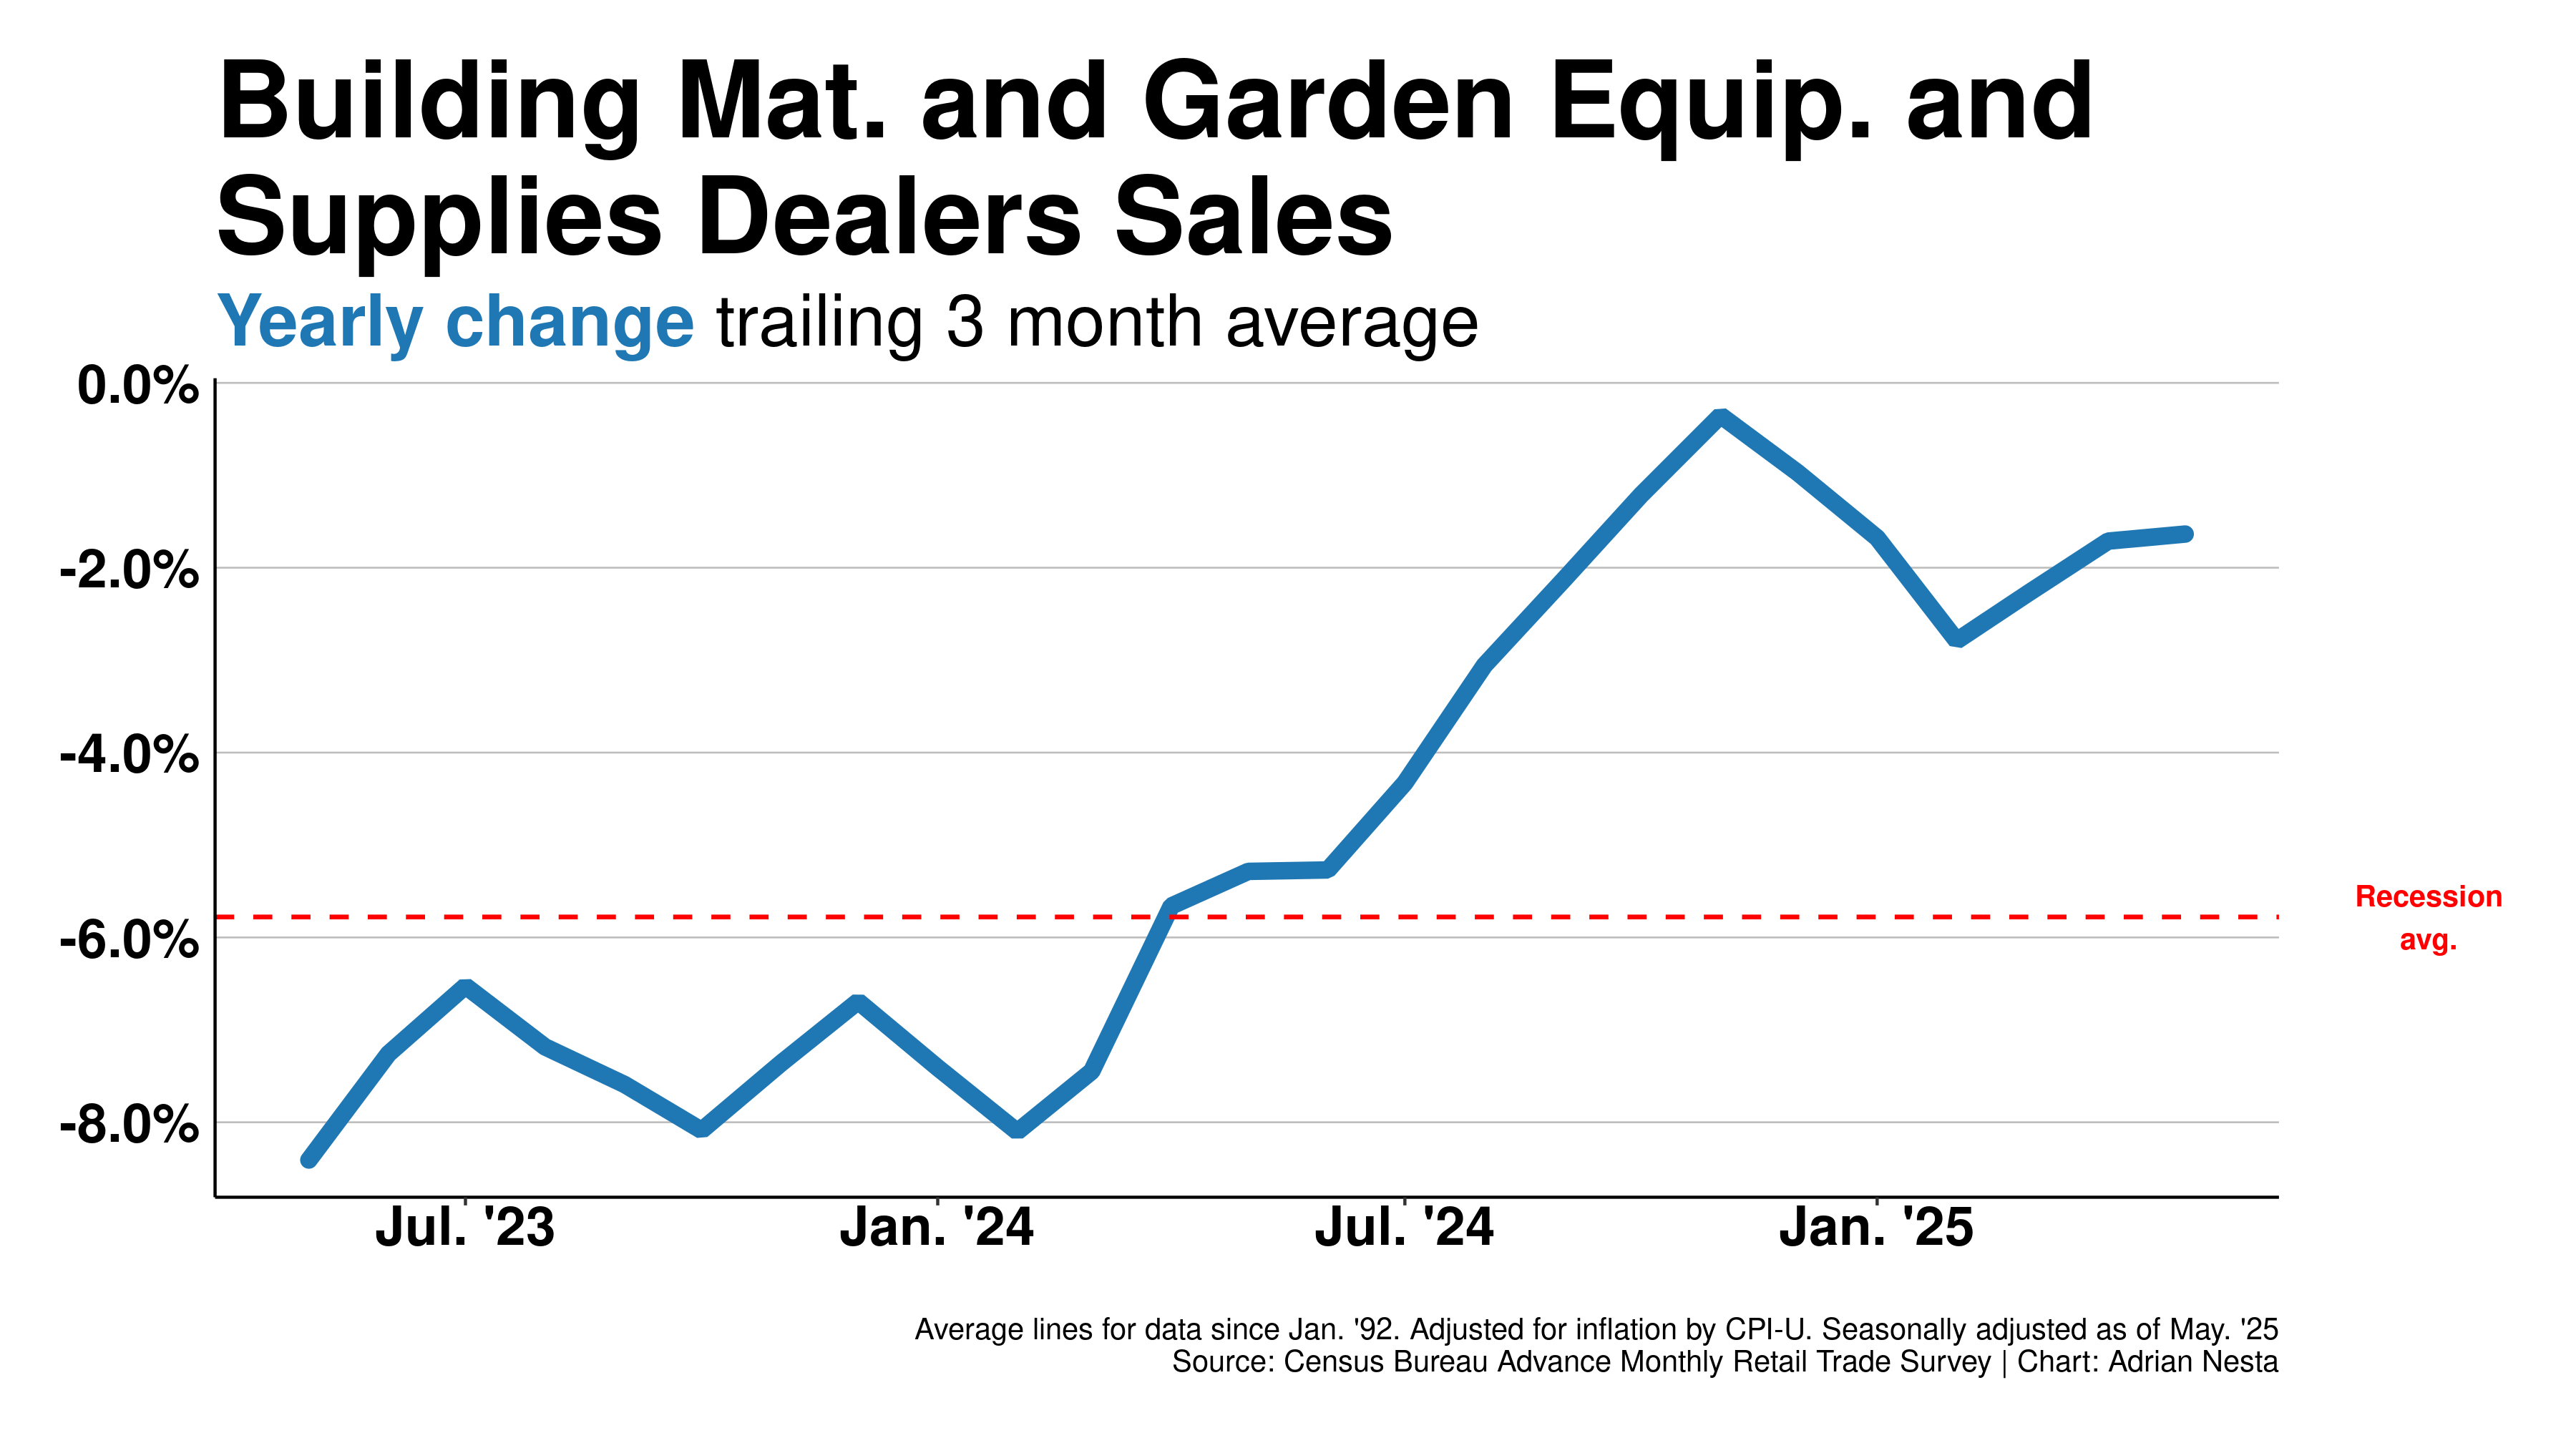 Building Mat. and Garden Equip. and
Supplies Dealers Sales
Yearly change trailing 3 month average
0.0%
-2.0%
-4.0%
-6.0%
-8.0%
Recession
avg.
Jul. '23
Jan. '24
Jul. '24
Jan. '25
Average lines for data since Jan. '92. Adjusted for inflation by CPI-U. Seasonally adjusted as of May. '25
Source: Census Bureau Advance Monthly Retail Trade Survey | Chart: Adrian Nesta